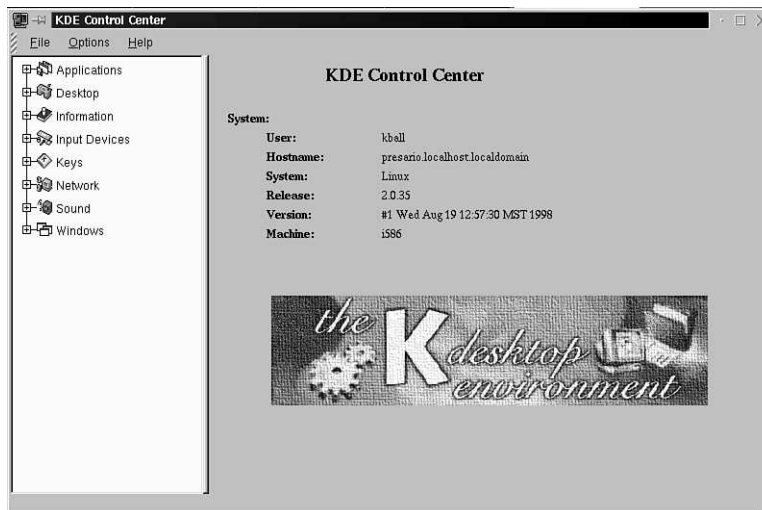 KDE Control Center
File Options Help
Applications
Desktop
Information
Input Devices
Keys
Network
Sound
Windows
KDE Control Center
System:
User: kball
Hostname: presario.localhost.localdomain
System: Linux
Release: 2.0.35
Version: #1 Wed Aug 19 12:57:30 MST 1998
Machine: i586
the K desktop
environment